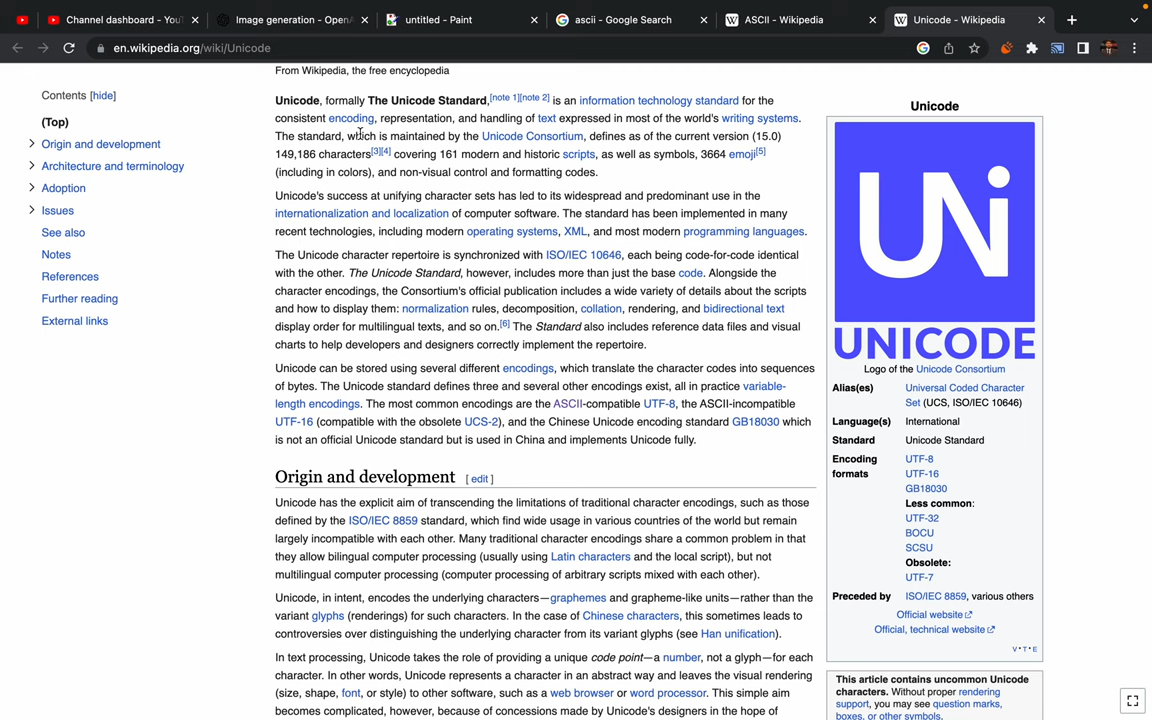 Channel dashboard - YouT
Image generation - OpenA
untitled - Paint
ascii - Google Search
ASCII - Wikipedia
Unicode - Wikipedia
en.wikipedia.org/wiki/Unicode
Contents [hide]
(Top)
Origin and development
Architecture and terminology
Adoption
Issues
See also
Notes
References
Further reading
External links
From Wikipedia, the free encyclopedia
Unicode, formally The Unicode Standard,[note 1][note 2] is an information technology standard for the
consistent encoding, representation, and handling of text expressed in most of the world's writing systems.
The standard, which is maintained by the Unicode Consortium, defines as of the current version (15.0)
149,186 characters[3][4] covering 161 modern and historic scripts, as well as symbols, 3664 emoji[5]
(including in colors), and non-visual control and formatting codes.
Unicode's success at unifying character sets has led to its widespread and predominant use in the
internationalization and localization of computer software. The standard has been implemented in many
recent technologies, including modern operating systems, XML, and most modern programming languages.
The Unicode character repertoire is synchronized with ISO/IEC 10646, each being code-for-code identical
with the other. The Unicode Standard, however, includes more than just the base code. Alongside the
character encodings, the Consortium's official publication includes a wide variety of details about the scripts
and how to display them: normalization rules, decomposition, collation, rendering, and bidirectional text
display order for multilingual texts, and so on.[6] The Standard also includes reference data files and visual
charts to help developers and designers correctly implement the repertoire.
Unicode can be stored using several different encodings, which translate the character codes into sequences
of bytes. The Unicode standard defines three and several other encodings exist, all in practice variable-
length encodings. The most common encodings are the ASCII-compatible UTF-8, the ASCII-incompatible
UTF-16 (compatible with the obsolete UCS-2), and the Chinese Unicode encoding standard GB18030 which
is not an official Unicode standard but is used in China and implements Unicode fully.
Origin and development [ edit ]
Unicode has the explicit aim of transcending the limitations of traditional character encodings, such as those
defined by the ISO/IEC 8859 standard, which find wide usage in various countries of the world but remain
largely incompatible with each other. Many traditional character encodings share a common problem in that
they allow bilingual computer processing (usually using Latin characters and the local script), but not
multilingual computer processing (computer processing of arbitrary scripts mixed with each other).
Unicode, in intent, encodes the underlying characters—graphemes and grapheme-like units—rather than the
variant glyphs (renderings) for such characters. In the case of Chinese characters, this sometimes leads to
controversies over distinguishing the underlying character from its variant glyphs (see Han unification).
In text processing, Unicode takes the role of providing a unique code point—a number, not a glyph—for each
character. In other words, Unicode represents a character in an abstract way and leaves the visual rendering
(size, shape, font, or style) to other software, such as a web browser or word processor. This simple aim
becomes complicated, however, because of concessions made by Unicode's designers in the hope of
Unicode
UNi
UNICODE
Logo of the Unicode Consortium
Alias(es) Universal Coded Character
Set (UCS, ISO/IEC 10646)
Language(s) International
Standard Unicode Standard
Encoding UTF-8
formats UTF-16
GB18030
Less common:
UTF-32
BOCU
SCSU
Obsolete:
UTF-7
Preceded by ISO/IEC 8859, various others
Official website
Official, technical website
V·T·E
This article contains uncommon Unicode
characters. Without proper rendering
support, you may see question marks,
boxes, or other symbols.